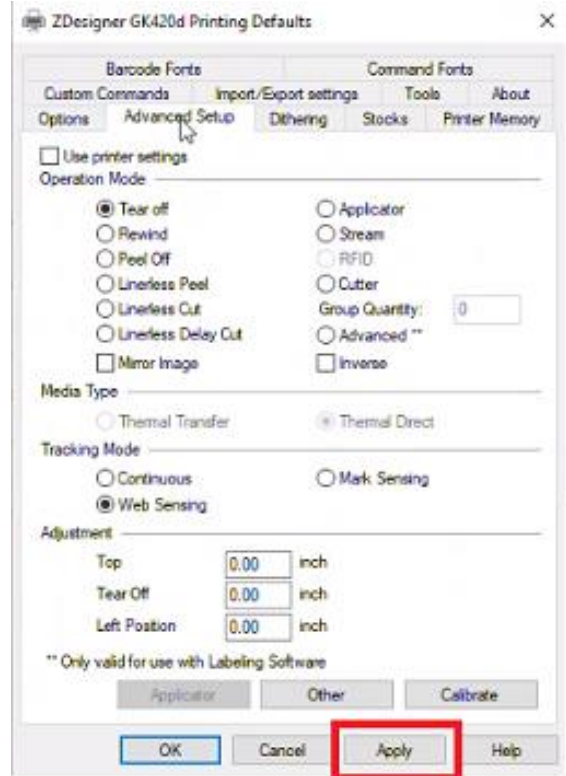 ZDesigner GK420d Printing Defaults
Barcode Fonts Command Fonts
Custom Commands Import/Export settings Tools About
Options Advanced Setup Dithering Stocks Printer Memory
Use printer settings
Operation Mode
Tear off Applicator
Rewind Stream
Peel Off RFID
Linerless Peel Cutter
Linerless Cut Group Quantity: 0
Linerless Delay Cut Advanced **
Mirror Image Inverse
Media Type
Thermal Transfer Thermal Direct
Tracking Mode
Continuous Mark Sensing
Web Sensing
Adjustment
Top 0.00 inch
Tear Off 0.00 inch
Left Position 0.00 inch
** Only valid for use with Labeling Software
Applicator Other Calibrate
OK Cancel Apply Help